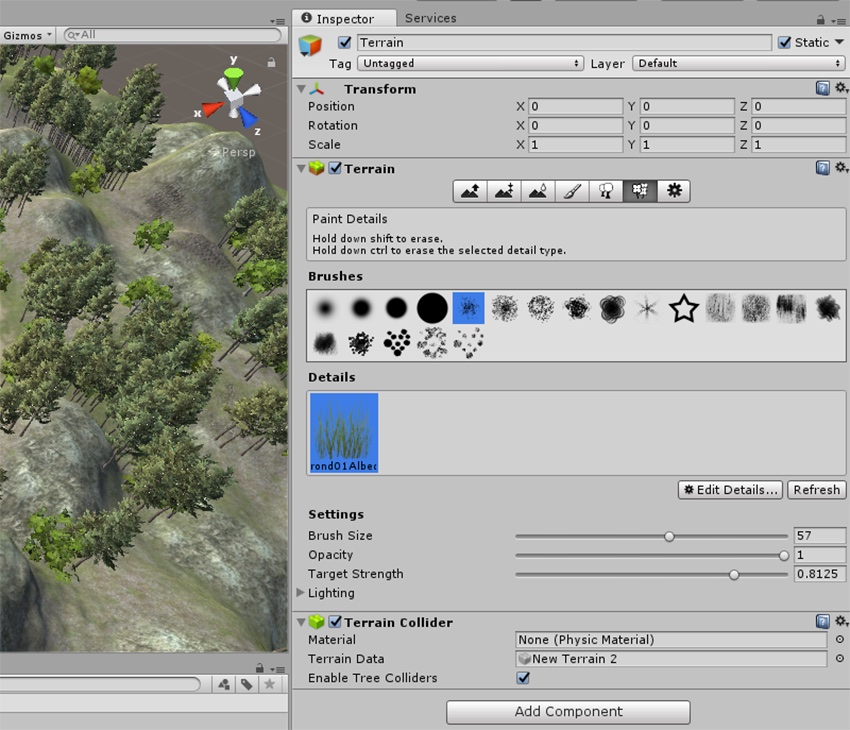 Inspector Services
Gizmos All
Terrain Static
Tag Untagged Layer Default
Transform
Position X 0 Y 0 Z 0
Rotation X 0 Y 0 Z 0
Scale X 1 Y 1 Z 1
y
x
z
Persp
Terrain
Paint Details
Hold down shift to erase.
Hold down ctrl to erase the selected detail type.
Brushes
Details
rond01Albec
Edit Details... Refresh
Settings
Brush Size 57
Opacity 1
Target Strength 0.8125
Lighting
Terrain Collider
Material None (Physic Material)
Terrain Data New Terrain 2
Enable Tree Colliders
Add Component